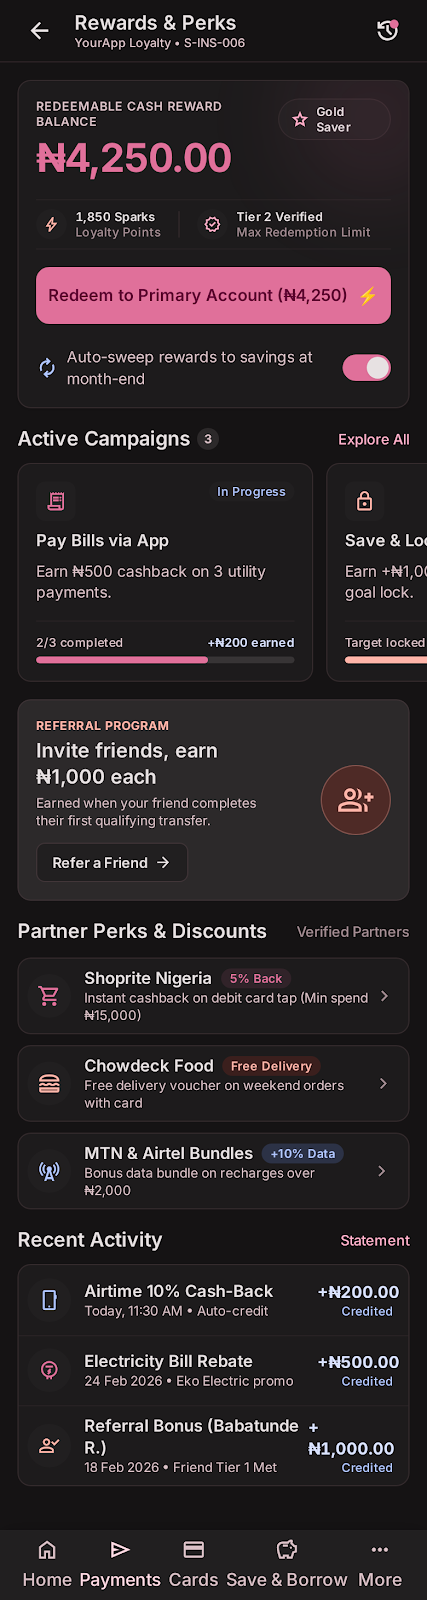 Rewards & Perks
YourApp Loyalty • S-INS-006
REDEEMABLE CASH REWARD
BALANCE
Gold
Saver
₦4,250.00
1,850 Sparks
Loyalty Points
Tier 2 Verified
Max Redemption Limit
Redeem to Primary Account (₦4,250) ⚡
Auto-sweep rewards to savings at
month-end
Active Campaigns 3
Explore All
In Progress
Pay Bills via App
Earn ₦500 cashback on 3 utility
payments.
2/3 completed
+₦200 earned
Save & Lo
Earn +₦1,00
goal lock.
Target locked
REFERRAL PROGRAM
Invite friends, earn
₦1,000 each
Earned when your friend completes
their first qualifying transfer.
Refer a Friend →
Partner Perks & Discounts
Verified Partners
Shoprite Nigeria 5% Back
Instant cashback on debit card tap (Min spend
₦15,000)
Chowdeck Food Free Delivery
Free delivery voucher on weekend orders
with card
MTN & Airtel Bundles +10% Data
Bonus data bundle on recharges over
₦2,000
Recent Activity
Statement
Airtime 10% Cash-Back
Today, 11:30 AM • Auto-credit
+₦200.00
Credited
Electricity Bill Rebate
24 Feb 2026 • Eko Electric promo
+₦500.00
Credited
Referral Bonus (Babatunde
R.)
18 Feb 2026 • Friend Tier 1 Met
+
₦1,000.00
Credited
Home Payments Cards Save & Borrow More